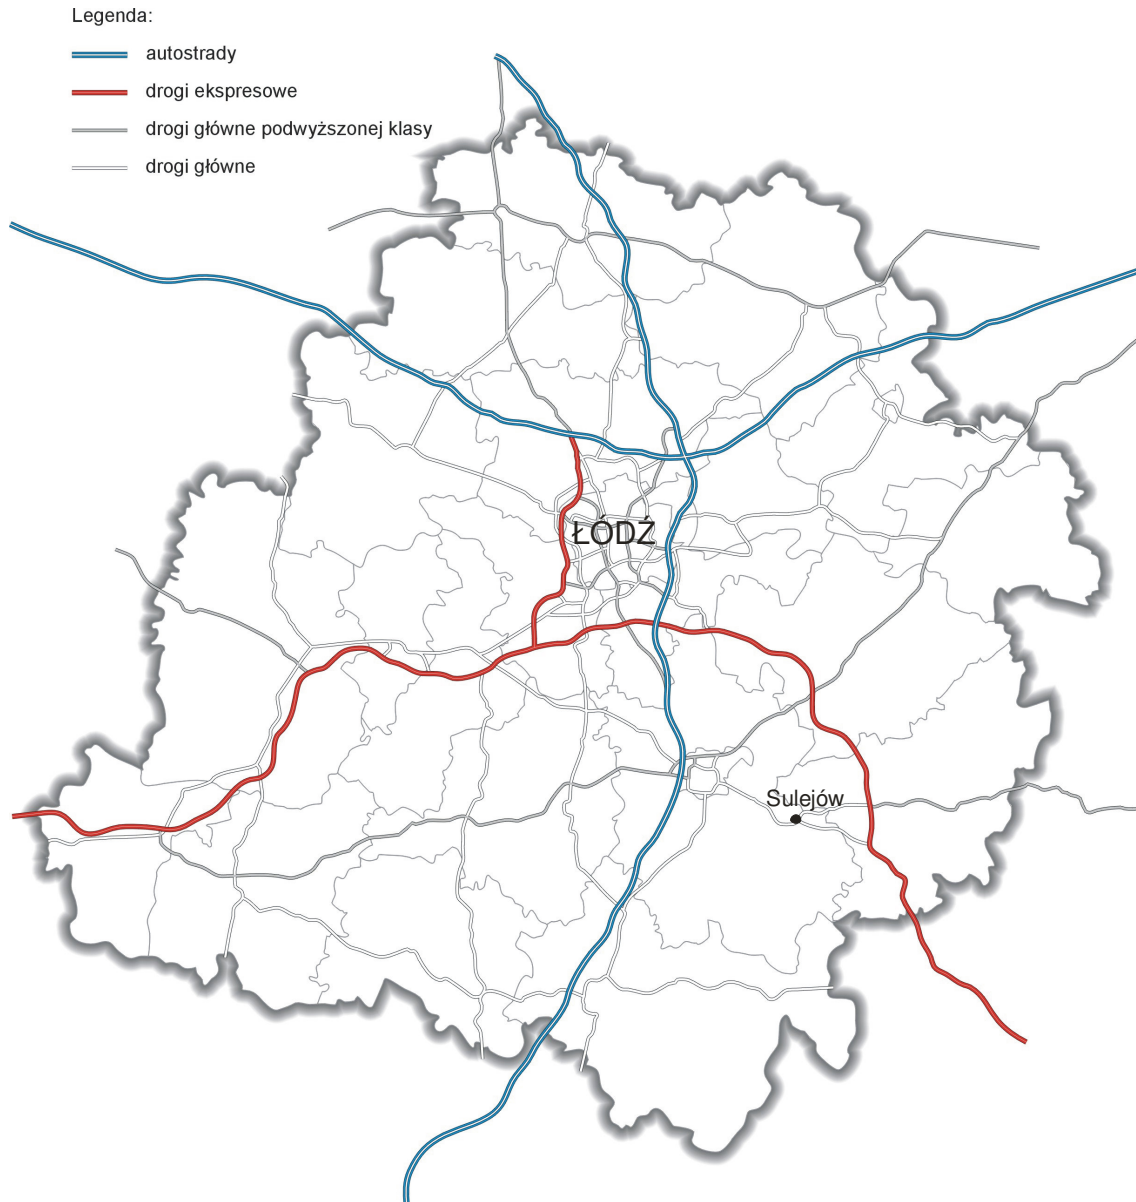 Legenda:
autostrady
drogi ekspresowe
drogi główne podwyższonej klasy
drogi główne
ŁÓDŹ
Sulejów